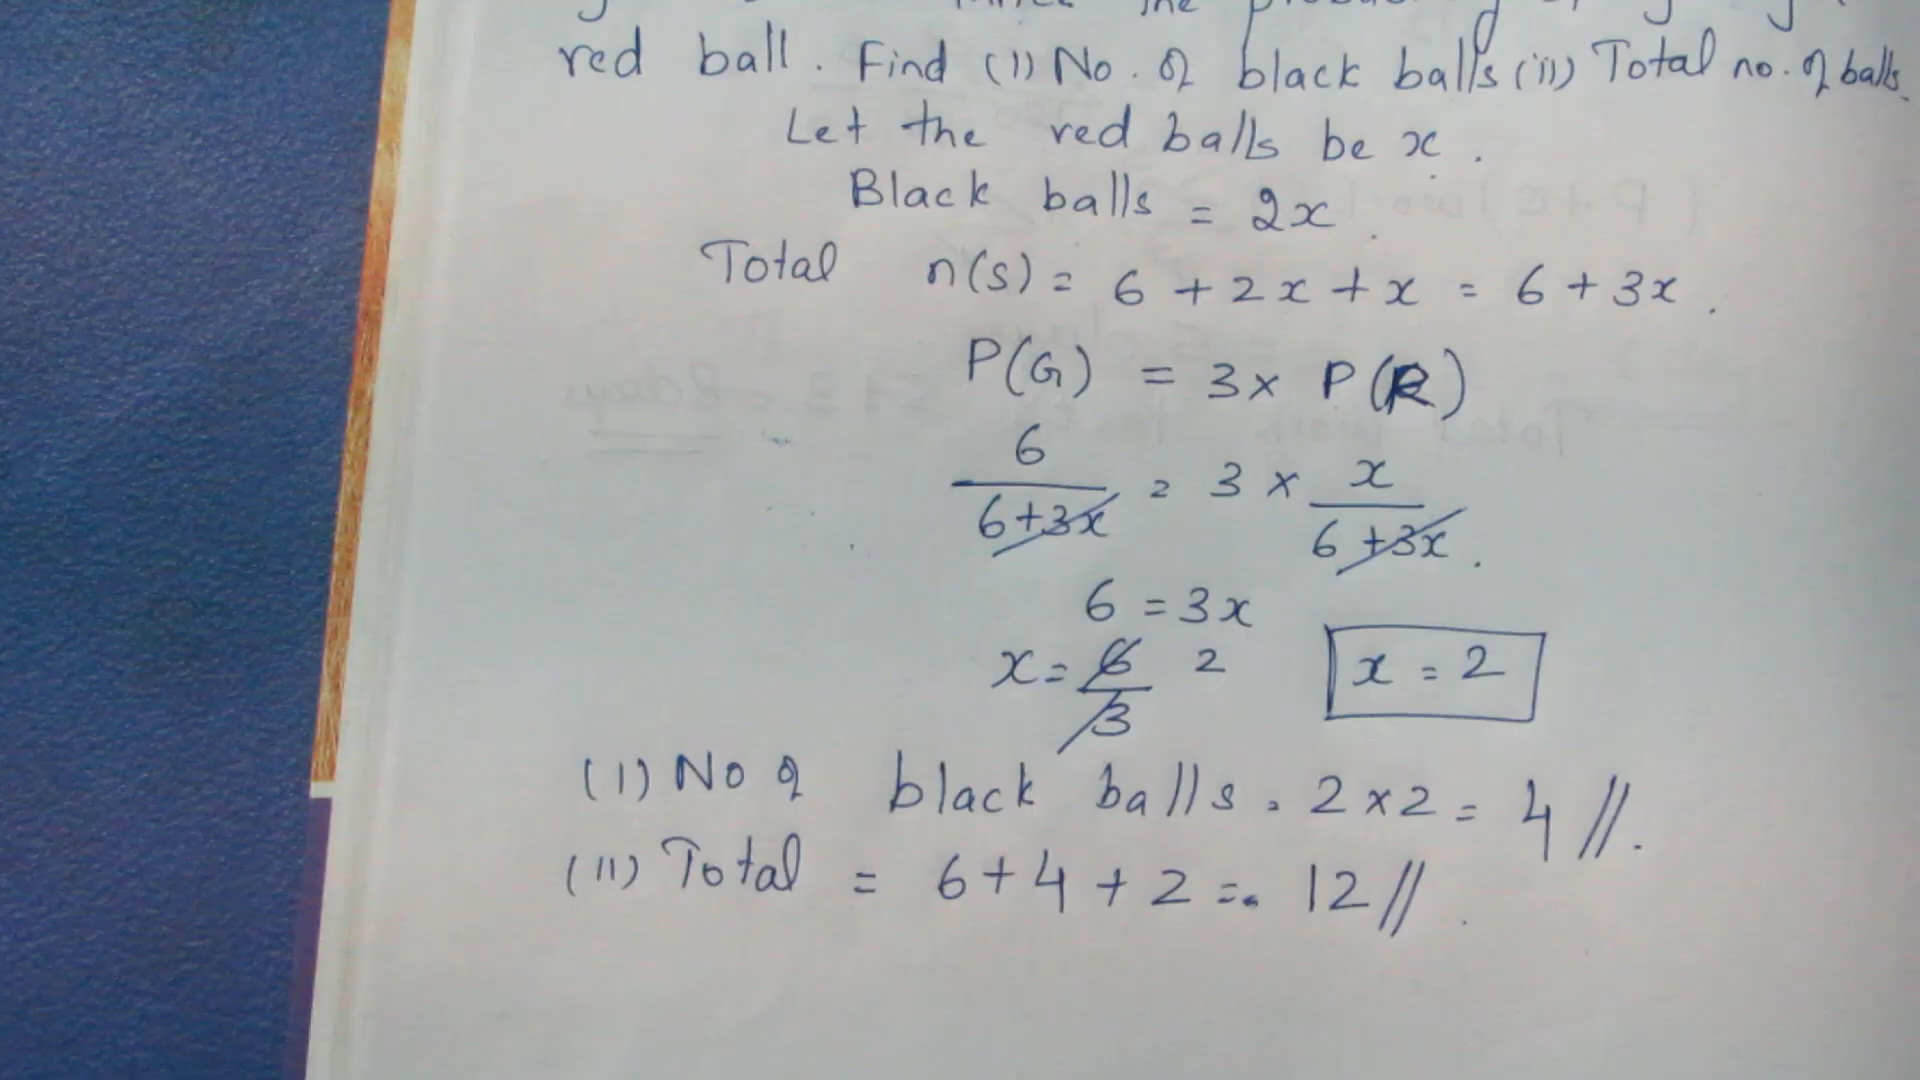 the
red ball. Find (i) No. of black balls (ii) Total no. of balls.
Let the red balls be x.
Black balls = 2x.
Total n(s) = 6 + 2x + x = 6 + 3x.
P(G) = 3 x P(R)
6/6+3x = 3 x x/6+3x.
6 = 3x
x = 6/3 2 x = 2
(i) No of black balls = 2 x 2 = 4 //.
(ii) Total = 6 + 4 + 2 = 12 //.